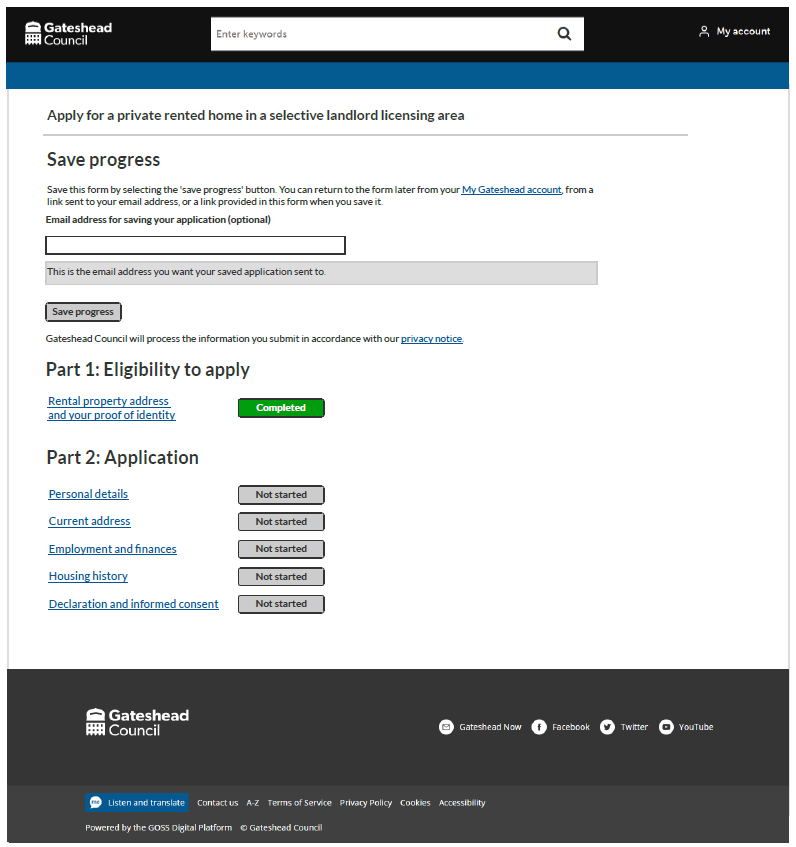 Gateshead
Council
Enter keywords
My account
Apply for a private rented home in a selective landlord licensing area
Save progress
Save this form by selecting the 'save progress' button. You can return to the form later from your My Gateshead account, from a
link sent to your email address, or a link provided in this form when you save it.
Email address for saving your application (optional)
This is the email address you want your saved application sent to.
Save progress
Gateshead Council will process the information you submit in accordance with our privacy notice.
Part 1: Eligibility to apply
Rental property address
and your proof of identity
Completed
Part 2: Application
Personal details Not started
Current address Not started
Employment and finances Not started
Housing history Not started
Declaration and informed consent Not started
Gateshead
Council
Gateshead Now Facebook Twitter YouTube
Listen and translate Contact us A-Z Terms of Service Privacy Policy Cookies Accessibility
Powered by the GOSS Digital Platform © Gateshead Council